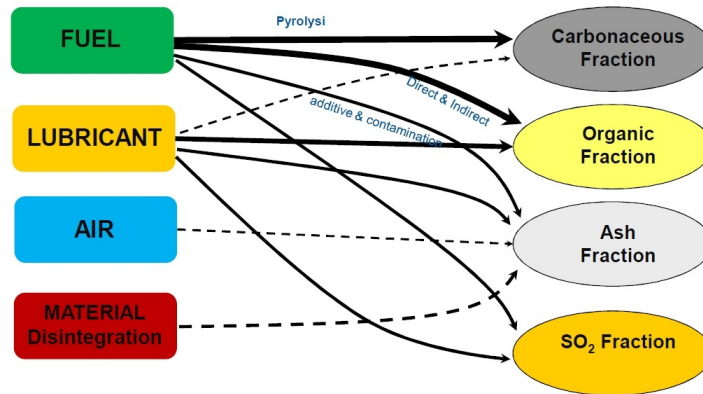 FUEL
Pyrolysi
Carbonaceous
Fraction
Direct & Indirect
LUBRICANT
additive & contamination
Organic
Fraction
AIR
Ash
Fraction
MATERIAL
Disintegration
SO₂ Fraction